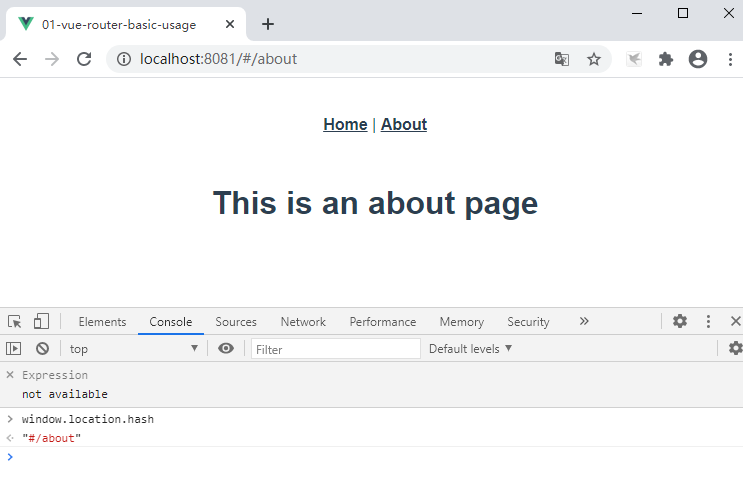 01-vue-router-basic-usage
localhost:8081/#/about
Home | About
This is an about page
Elements Console Sources Network Performance Memory Security »
top Filter Default levels
Expression
not available
window.location.hash
"#/about"